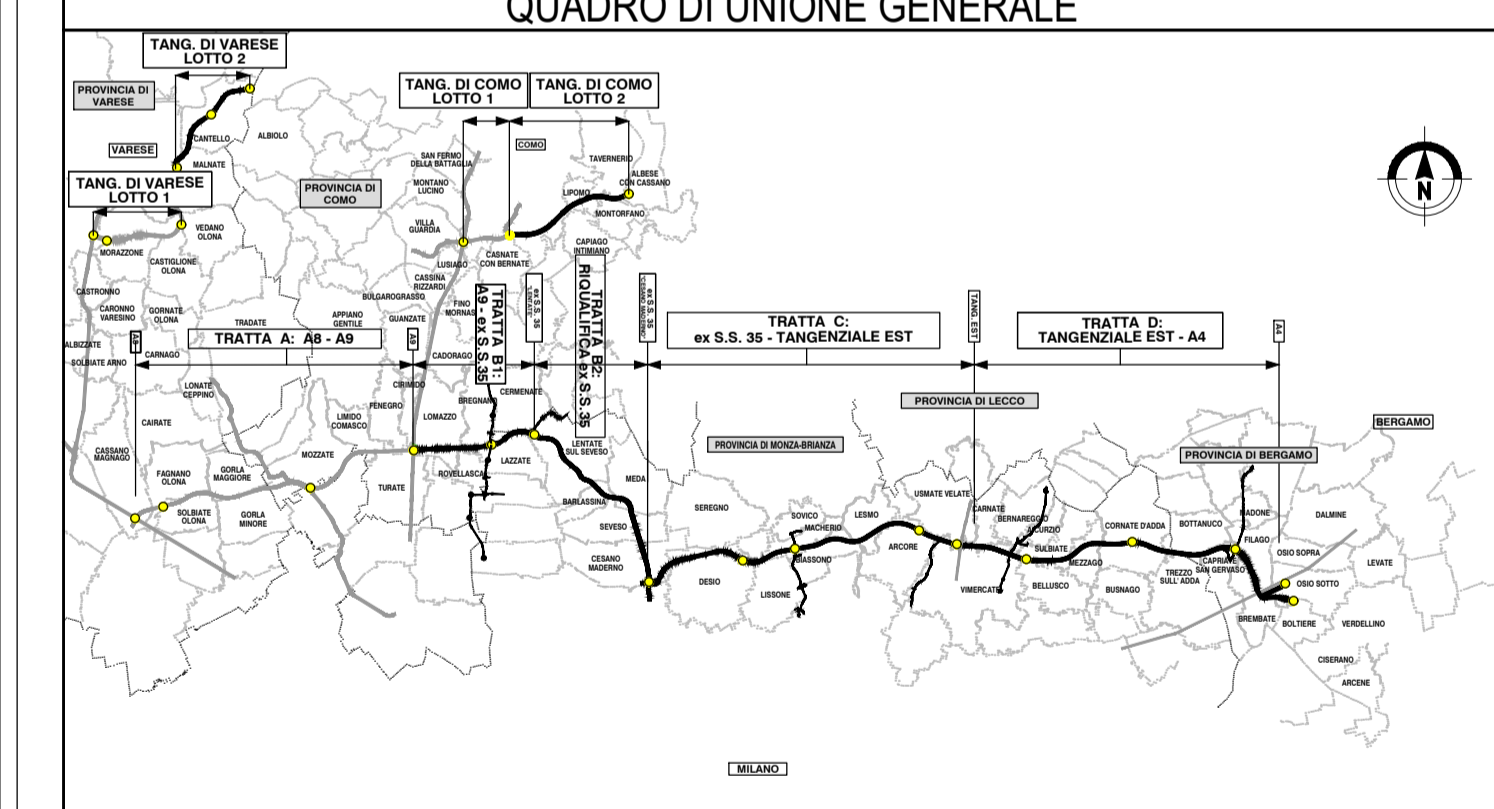 QUADRO DI UNIONE GENERALE
TANG. DI VARESE
LOTTO 2
PROVINCIA DI
VARESE
CANTELLO
ALBIOLO
VARESE
MALNATE
TANG. DI VARESE
LOTTO 1
PROVINCIA DI
COMO
VEDANO
OLONA
MORAZZONE
CASTIGLIONE
OLONA
TANG. DI COMO
LOTTO 1
TANG. DI COMO
LOTTO 2
COMO
SAN FERMO
DELLA BATTAGLIA
MONTANO
LUCINO
TAVERNERIO
ALBESE
CON CASSANO
LIPOMO
MONTORFANO
VILLA
GUARDIA
CAPIAGO
INTIMIANO
CASNATE
CON BERNATE
LUSIAGO
CASSINA
RIZZARDI
BULGAROGRASSO
FINO
MORNAS
CASTRONNO
CARONNO
VARESINO
GORNATE
OLONA
TRADATE
APPIANO
GENTILE
GUANZATE
ALBIZZATE
SOLBIATE ARNO
CARNAGO
A8
TRATTA A: A8 - A9
A9
CADORAGO
TRATTA B1:
A9 - ex S.S.35
ex S.S. 35
"LENTATE"
TRATTA B2:
RIQUALIFICA ex S.S.35
ex S.S. 35
"CESANO MADERNO"
TRATTA C:
ex S.S. 35 - TANGENZIALE EST
TANG. EST
TRATTA D:
TANGENZIALE EST - A4
A4
N
LONATE
CEPPINO
CIRIMIDO
FENEGRO
LOMAZZO
BREGNANO
CERMENATE
LIMIDO
COMASCO
CAIRATE
CASSANO
MAGNAGO
MOZZATE
FAGNANO
OLONA
GORLA
MAGGIORE
SOLBIATE
OLONA
GORLA
MINORE
TURATE
ROVELLASCA
LAZZATE
LENTATE
SUL SEVESO
BARLASSINA
MEDA
SEVESO
CESANO
MADERNO
PROVINCIA DI LECCO
PROVINCIA DI MONZA-BRIANZA
BERGAMO
PROVINCIA DI BERGAMO
SEREGNO
SOVICO
MACHERIO
LESMO
USMATE VELATE
CARNATE
BERNAREGGIO
AICURZIO
SULBIATE
CORNATE D'ADDA
BOTTANUCO
MADONE
DALMINE
FILAGO
OSIO SOPRA
LEVATE
DESIO
BIASSONO
ARCORE
LISSONE
VIMERCATE
BELLUSCO
MEZZAGO
BUSNAGO
TREZZO
SULL' ADDA
CAPRIATE
SAN GERVASO
OSIO SOTTO
BREMBATE
BOLTIERE
VERDELLINO
CISERANO
ARCENE
MILANO